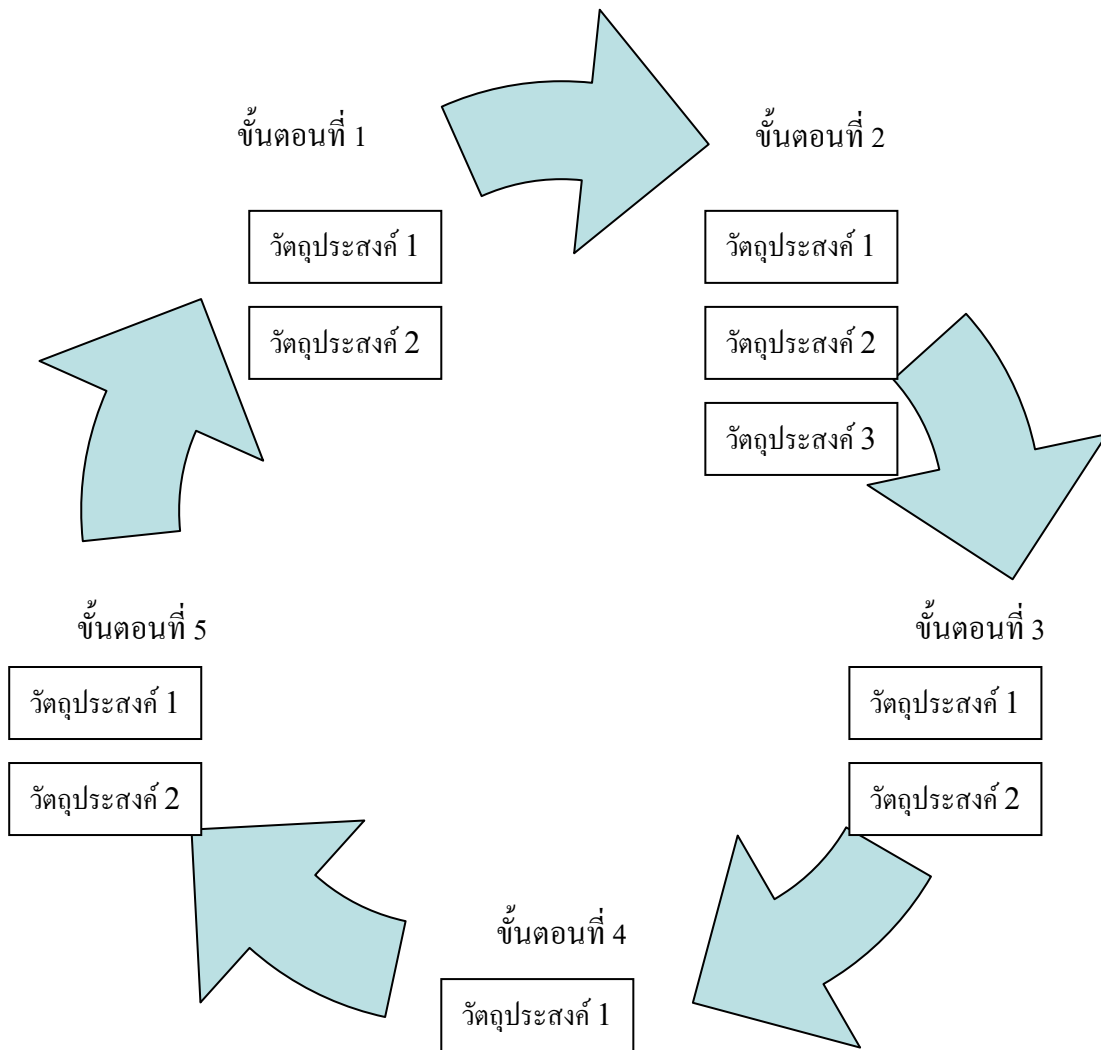 ขั้นตอนที่ 1
วัตถุประสงค์ 1
วัตถุประสงค์ 2
ขั้นตอนที่ 2
วัตถุประสงค์ 1
วัตถุประสงค์ 2
วัตถุประสงค์ 3
ขั้นตอนที่ 3
วัตถุประสงค์ 1
วัตถุประสงค์ 2
ขั้นตอนที่ 4
วัตถุประสงค์ 1
ขั้นตอนที่ 5
วัตถุประสงค์ 1
วัตถุประสงค์ 2